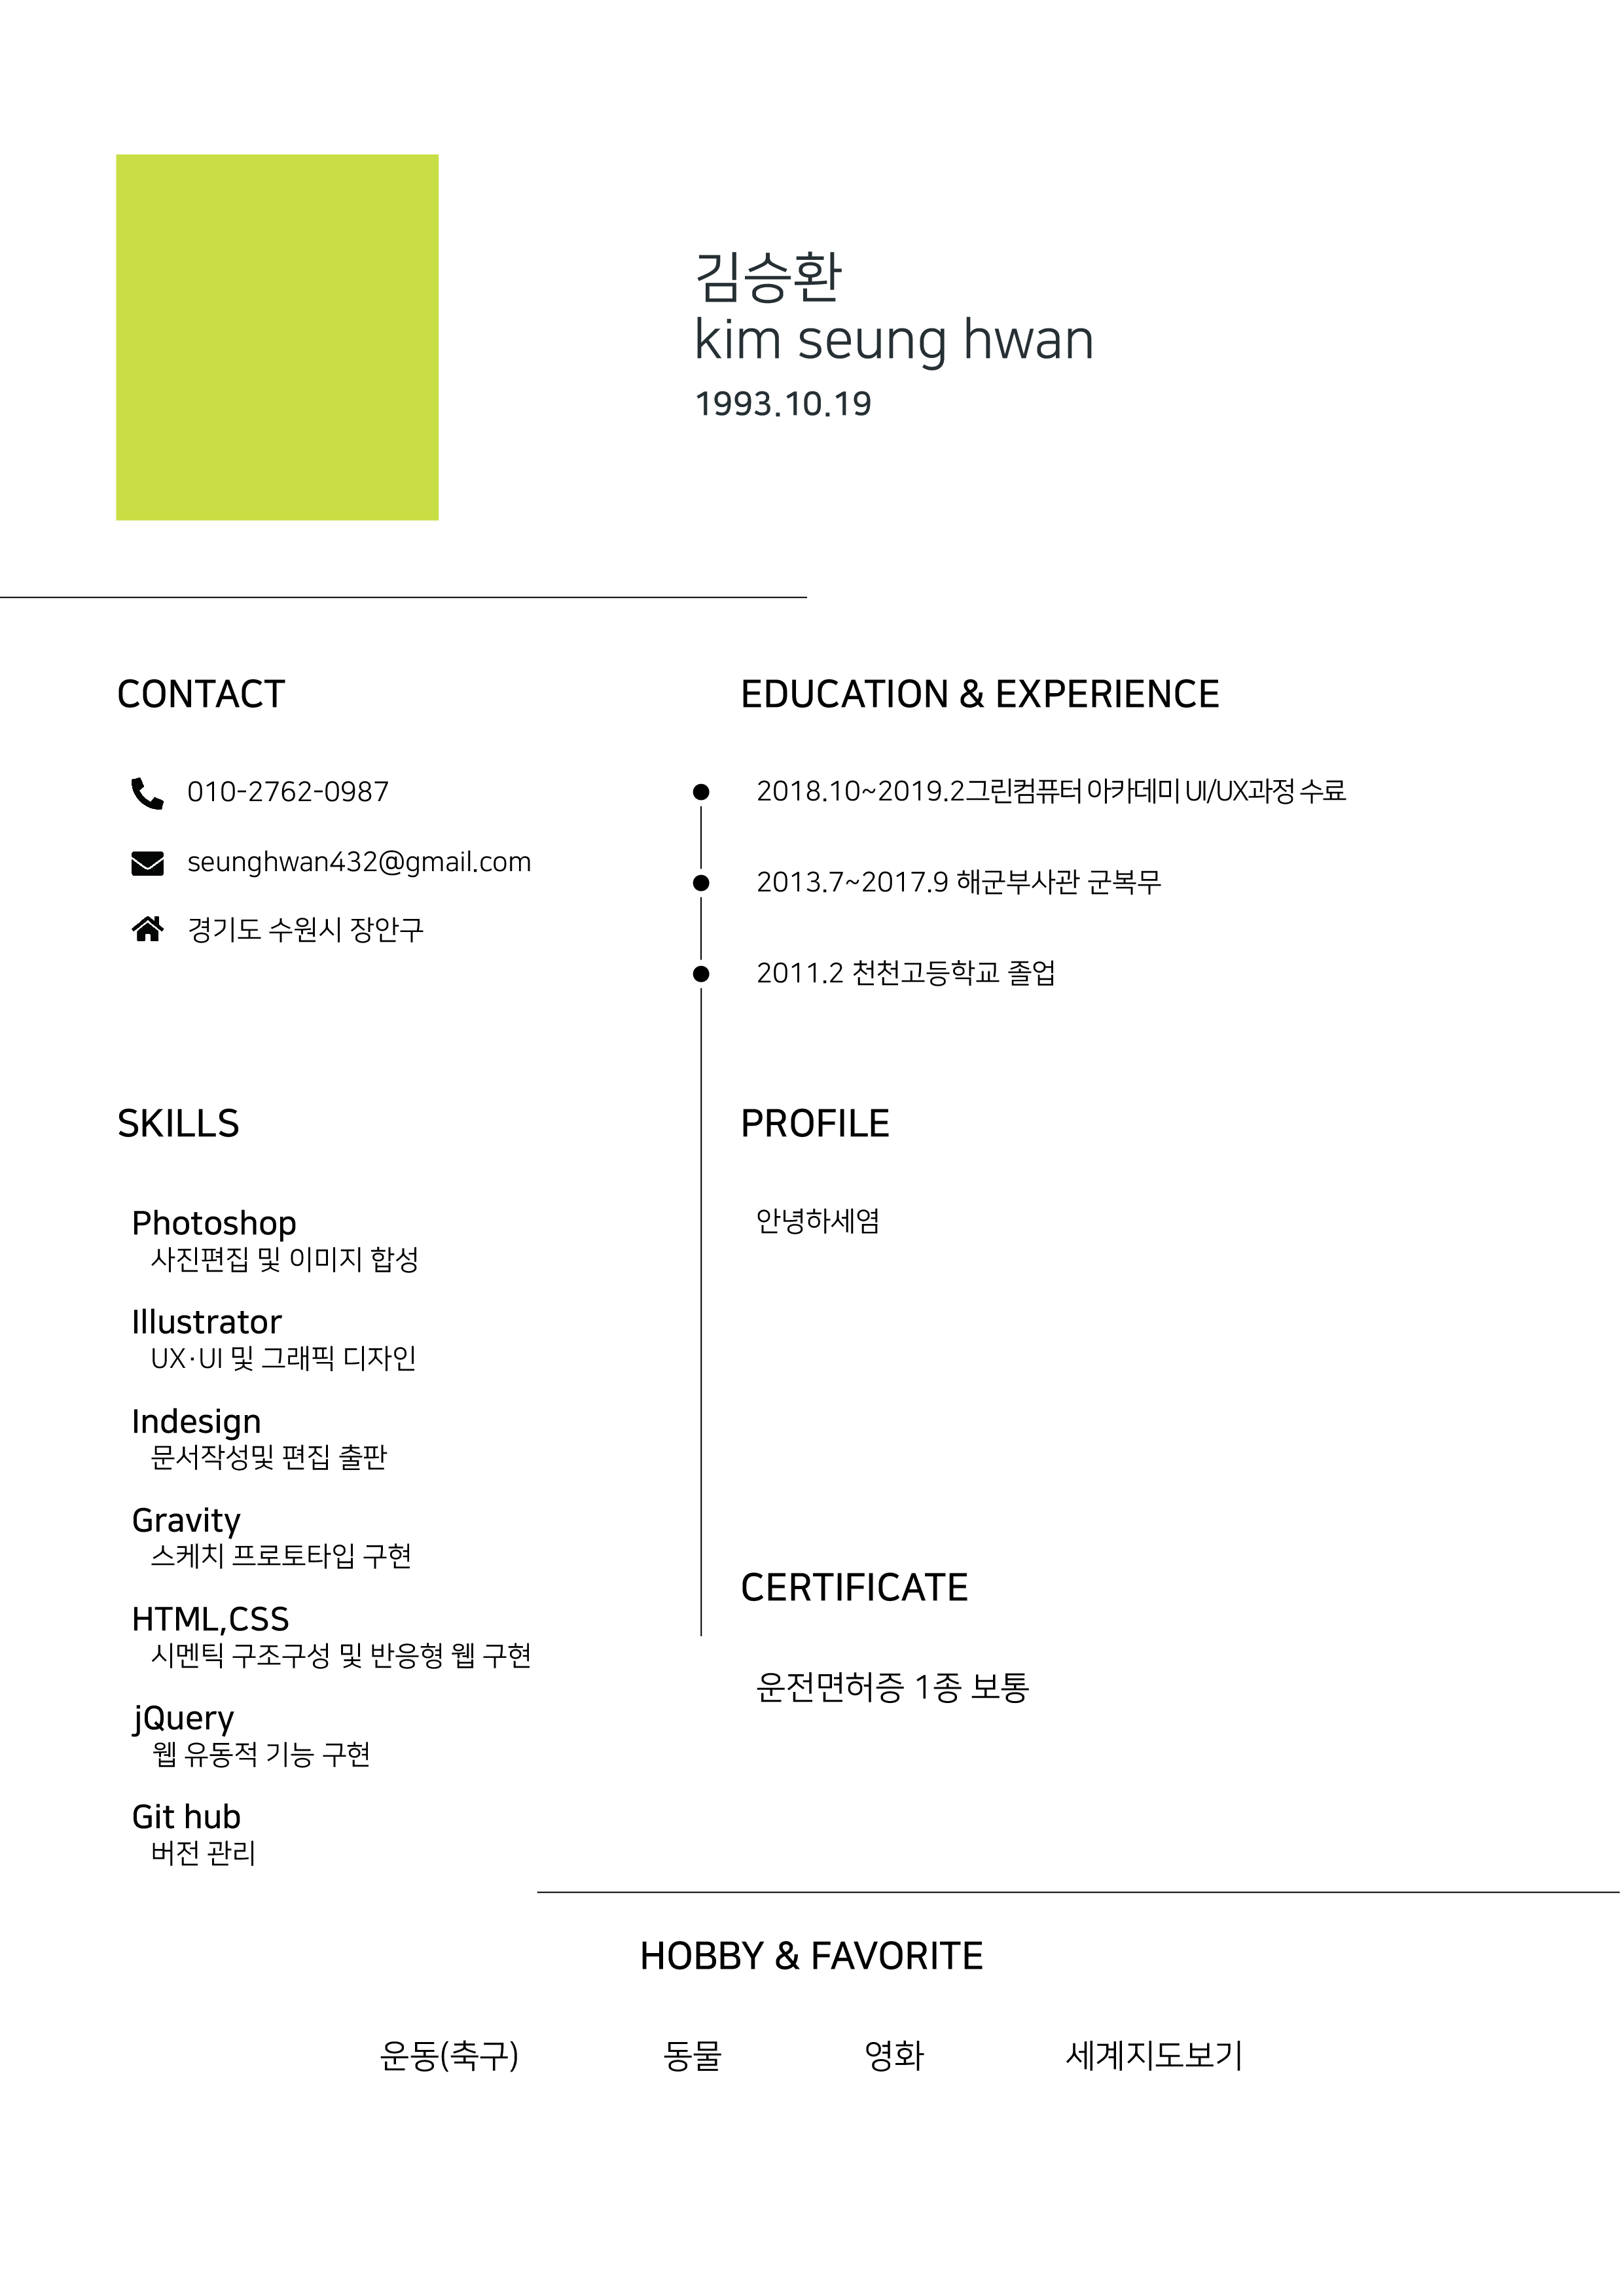 김승환
kim seung hwan
1993.10.19
CONTACT
010-2762-0987
seunghwan432@gmail.com
경기도 수원시 장안구
EDUCATION & EXPERIENCE
2018.10~2019.2그린컴퓨터 아카데미 UI/UX과정 수료
2013.7~2017.9 해군부사관 군복무
2011.2 천천고등학교 졸업
SKILLS
Photoshop
사진편집 및 이미지 합성
Illustrator
UX·UI 및 그래픽 디자인
Indesign
문서작성및 편집 출판
Gravity
스케치 프로토타입 구현
HTML,CSS
시멘틱 구조구성 및 반응형 웹 구현
jQuery
웹 유동적 기능 구현
Git hub
버전 관리
PROFILE
안녕하세염
CERTIFICATE
운전면허증 1종 보통
HOBBY & FAVORITE
운동(축구) 동물 영화 세계지도보기